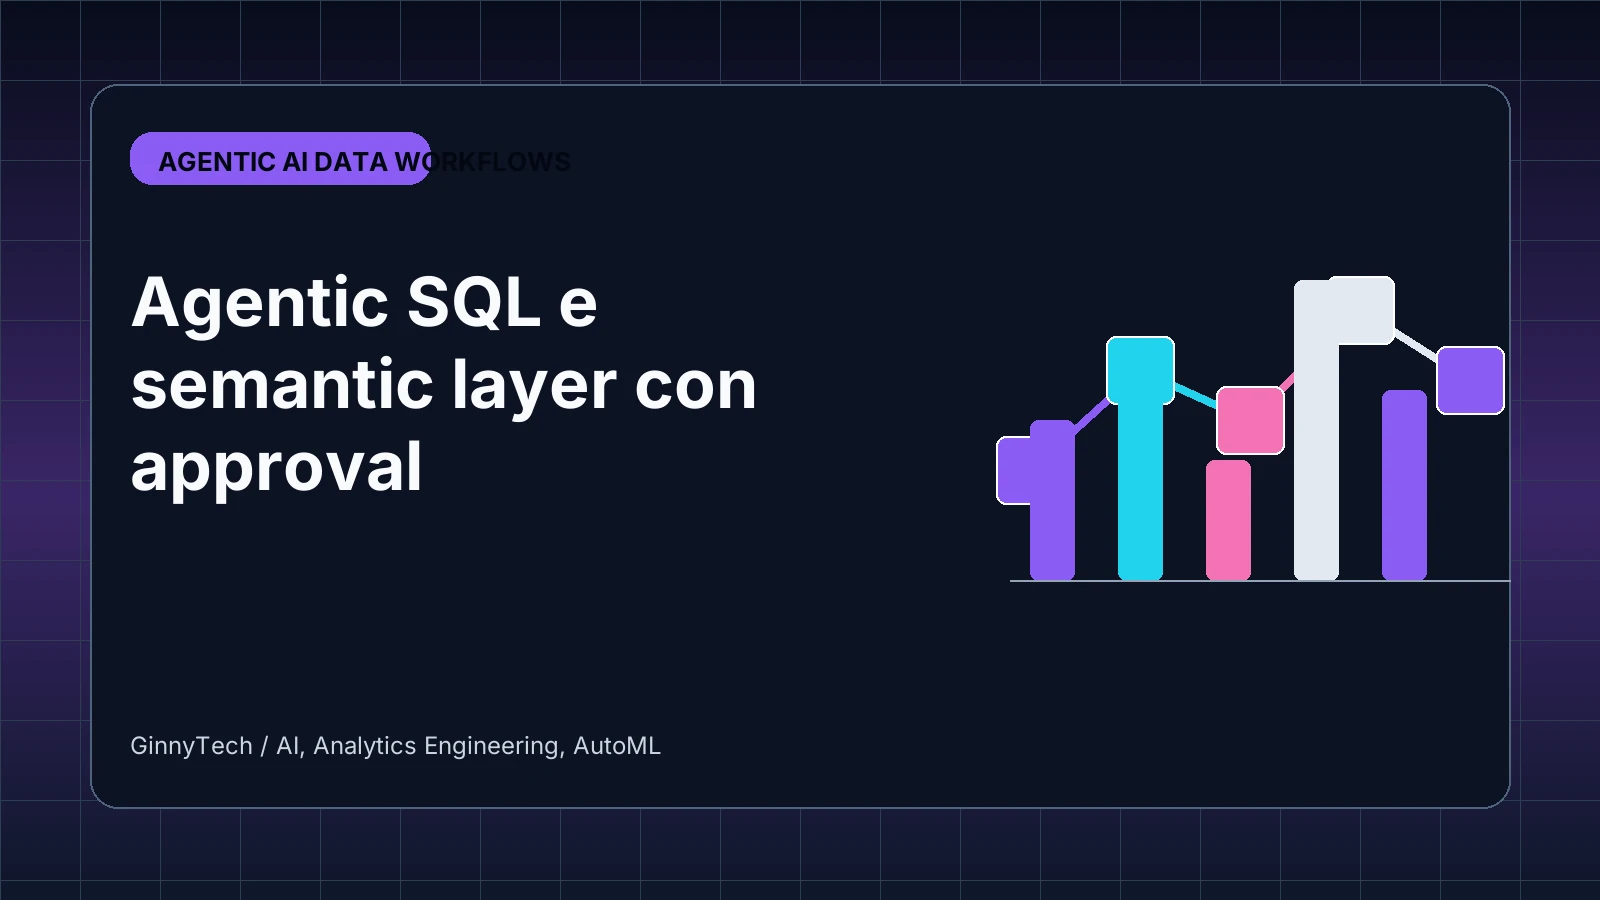 AGENTIC AI DATA WORKFLOWS
Agentic SQL e
semantic layer con
approval
GinnyTech / AI, Analytics Engineering, AutoML